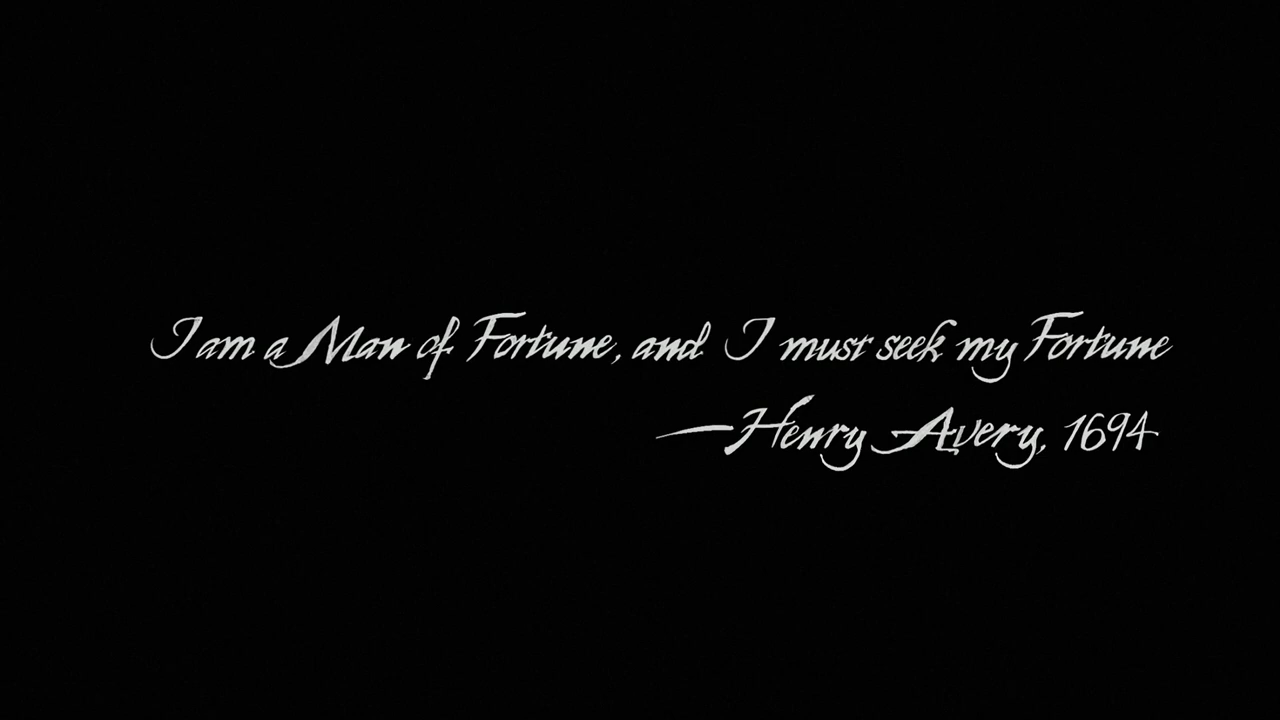 I am a Man of Fortune, and I must seek my Fortune
—Henry Avery, 1694